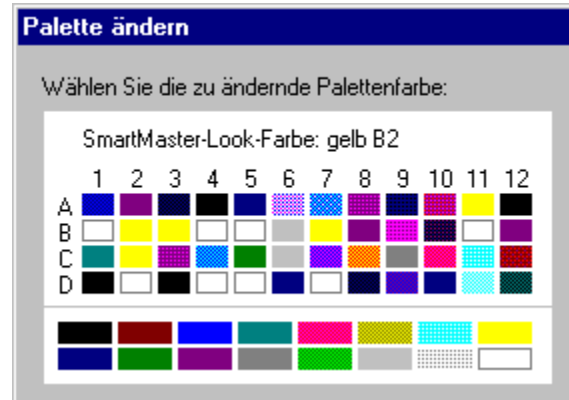 Palette ändern
Wählen Sie die zu ändernde Palettenfarbe:
SmartMaster-Look-Farbe: gelb B2
1 2 3 4 5 6 7 8 9 10 11 12
A
B
C
D